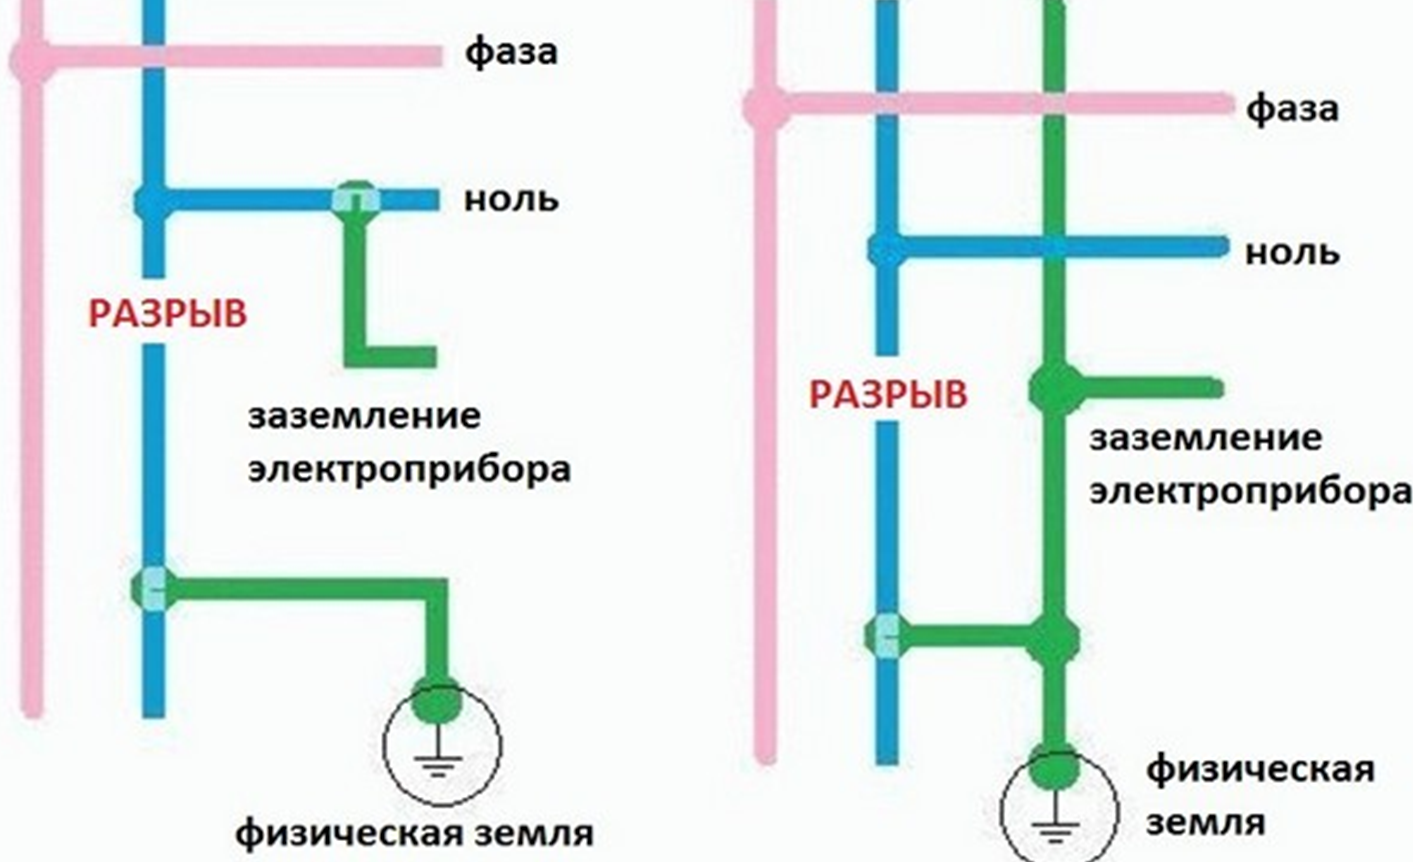 фаза
ноль
РАЗРЫВ
заземление
электроприбора
физическая земля
фаза
ноль
РАЗРЫВ
заземление
электроприбора
физическая
земля